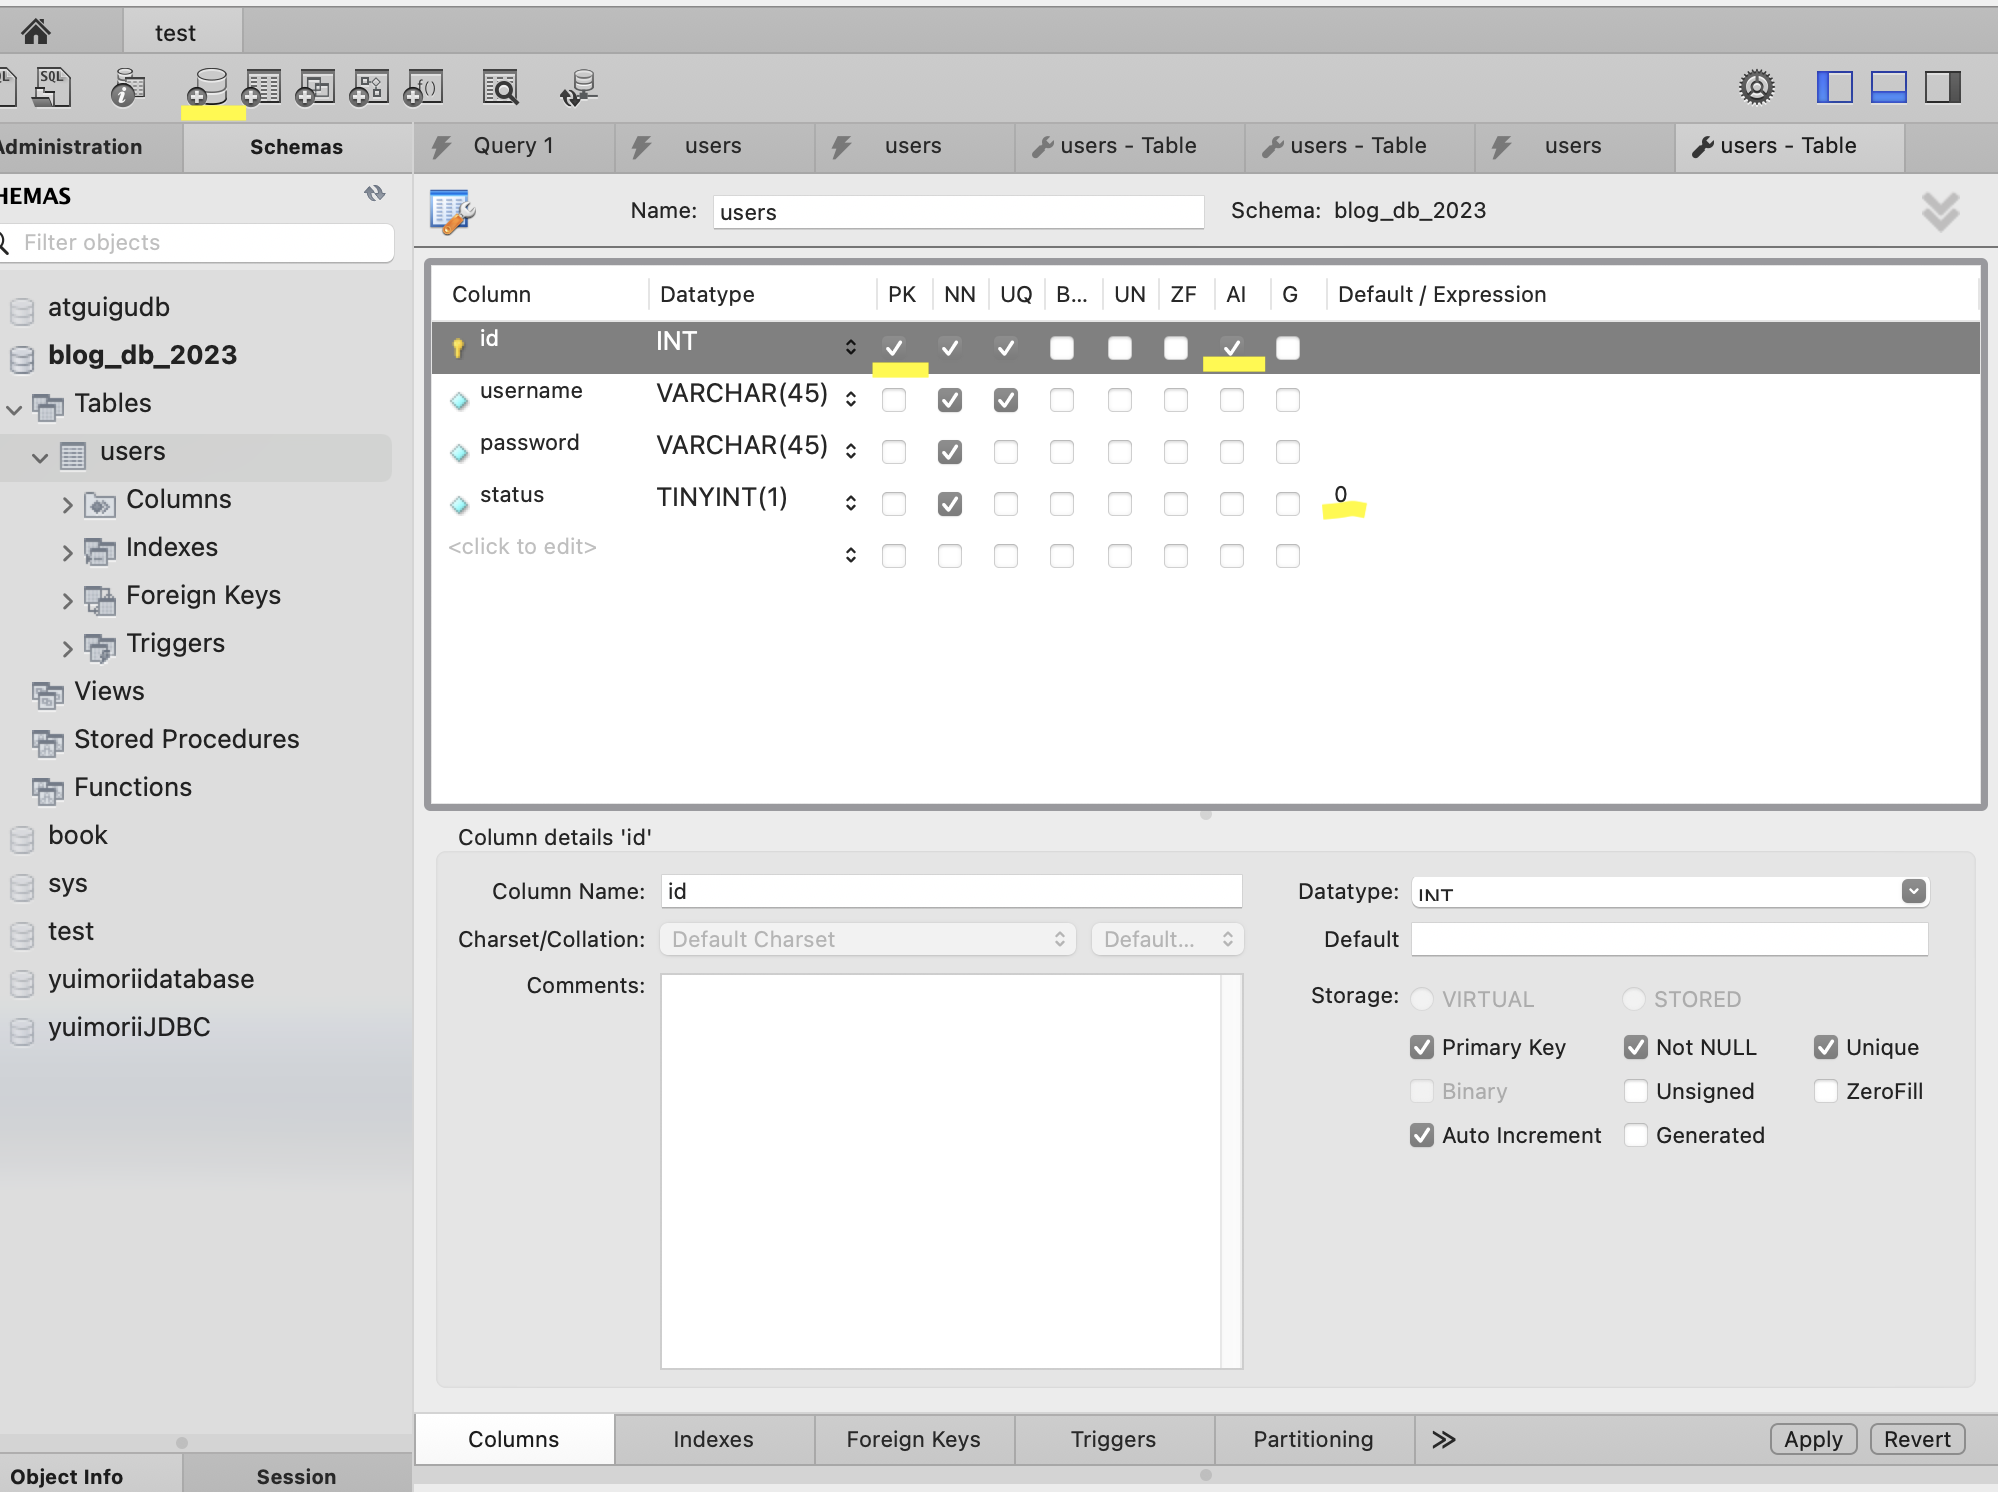 test
SQL
Administration
Schemas
Query 1
users
users
users - Table
users - Table
users
users - Table
HEMAS
Filter objects
Name:
users
Schema: blog_db_2023
Column
Datatype
PK
NN
UQ
B...
UN
ZF
AI
G
Default / Expression
id
INT
username
VARCHAR(45)
password
VARCHAR(45)
status
TINYINT(1)
0
<click to edit>
atguigudb
blog_db_2023
Tables
users
Columns
Indexes
Foreign Keys
Triggers
Views
Stored Procedures
Functions
book
sys
test
yuimoriidatabase
yuimoriiJDBC
Column details 'id'
Column Name:
id
Datatype:
INT
Charset/Collation:
Default Charset
Default...
Default
Comments:
Storage:
VIRTUAL
STORED
Primary Key
Not NULL
Unique
Binary
Unsigned
ZeroFill
Auto Increment
Generated
Columns
Indexes
Foreign Keys
Triggers
Partitioning
Apply
Revert
Object Info
Session